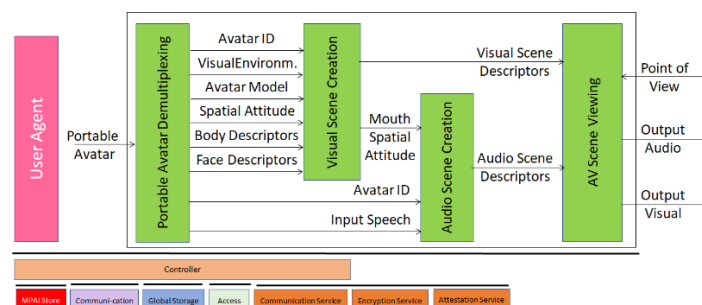 User Agent
Portable
Avatar
Portable Avatar Demultiplexing
Avatar ID
VisualEnvironm.
Avatar Model
Spatial Attitude
Body Descriptors
Face Descriptors
Avatar ID
Input Speech
Visual Scene Creation
Mouth
Spatial
Attitude
Audio Scene Creation
Visual Scene
Descriptors
Audio Scene
Descriptors
AV Scene Viewing
Point of
View
Output
Audio
Output
Visual
Controller
MPAI Store
Communi-cation
Global Storage
Access
Communication Service
Encryption Service
Attestation Service